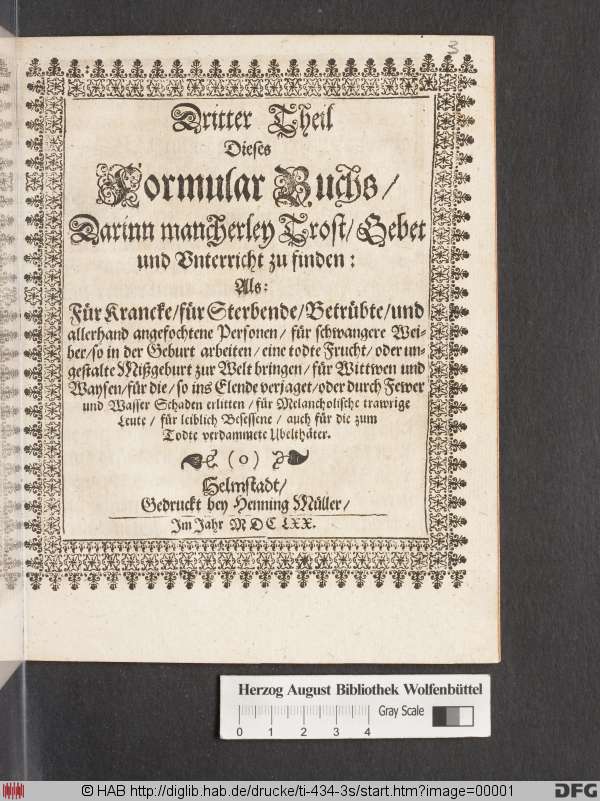 3
Dritter Theil
Dieses
Formular Buchs/
Darinn mancherley Trost/ Gebet
und Vnterricht zu finden:
Als:
Für Krancke/ für Sterbende/ Betrübte/ und
allerhand angefochtene Personen/ für schwangere Wei-
ber/ so in der Geburt arbeiten/ eine todte Frucht/ oder un-
gestalte Mißgeburt zur Welt bringen/ für Wittwen und
Waysen/ für die/ so ins Elende verjaget/ oder durch Fewer
und Wasser Schaden erlitten/ für Melancholische trawrige
Leute/ für leiblich Besessene/ auch für die zum
Todte verdammete Ubelthäter.
(o)
Helmstadt/
Gedruckt bey Henning Müller/
Im Jahr M DC LXX.
Herzog August Bibliothek Wolfenbüttel
0 1 2 3 4 Gray Scale
© HAB http://diglib.hab.de/drucke/ti-434-3s/start.htm?image=00001
DFG